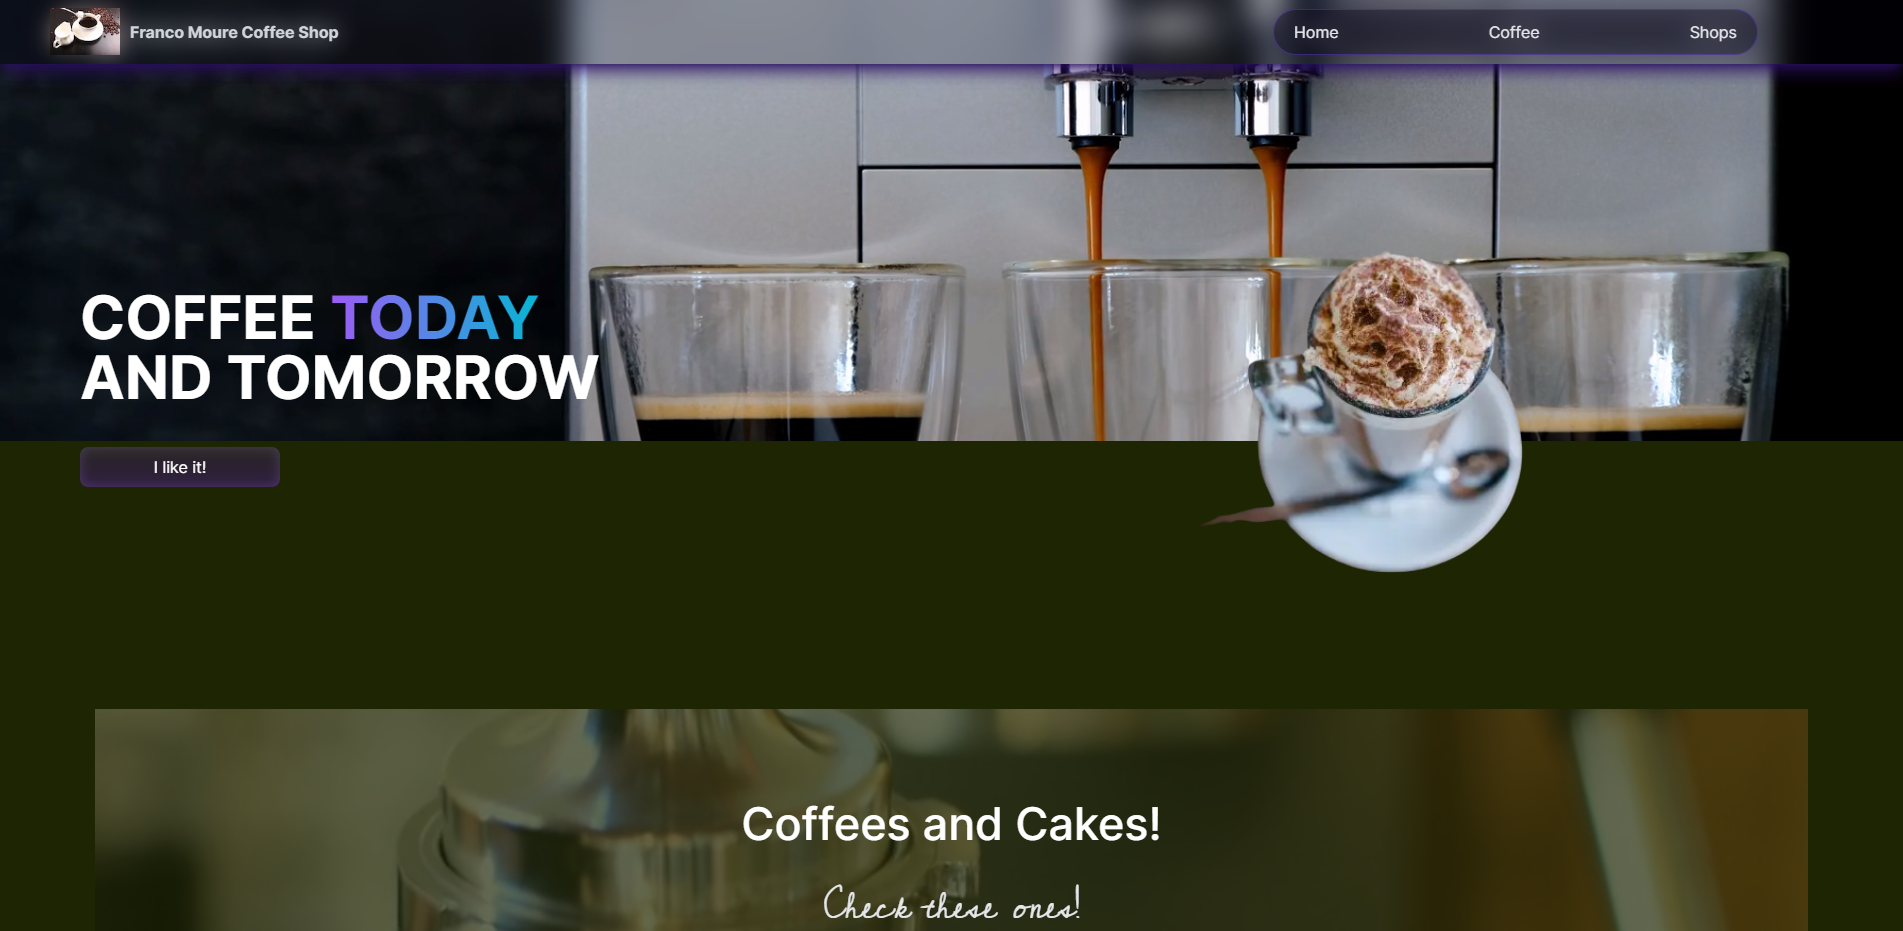 Franco Moure Coffee Shop
Home
Coffee
Shops
COFFEE TODAY
AND TOMORROW
I like it!
Coffees and Cakes!
Check these ones!